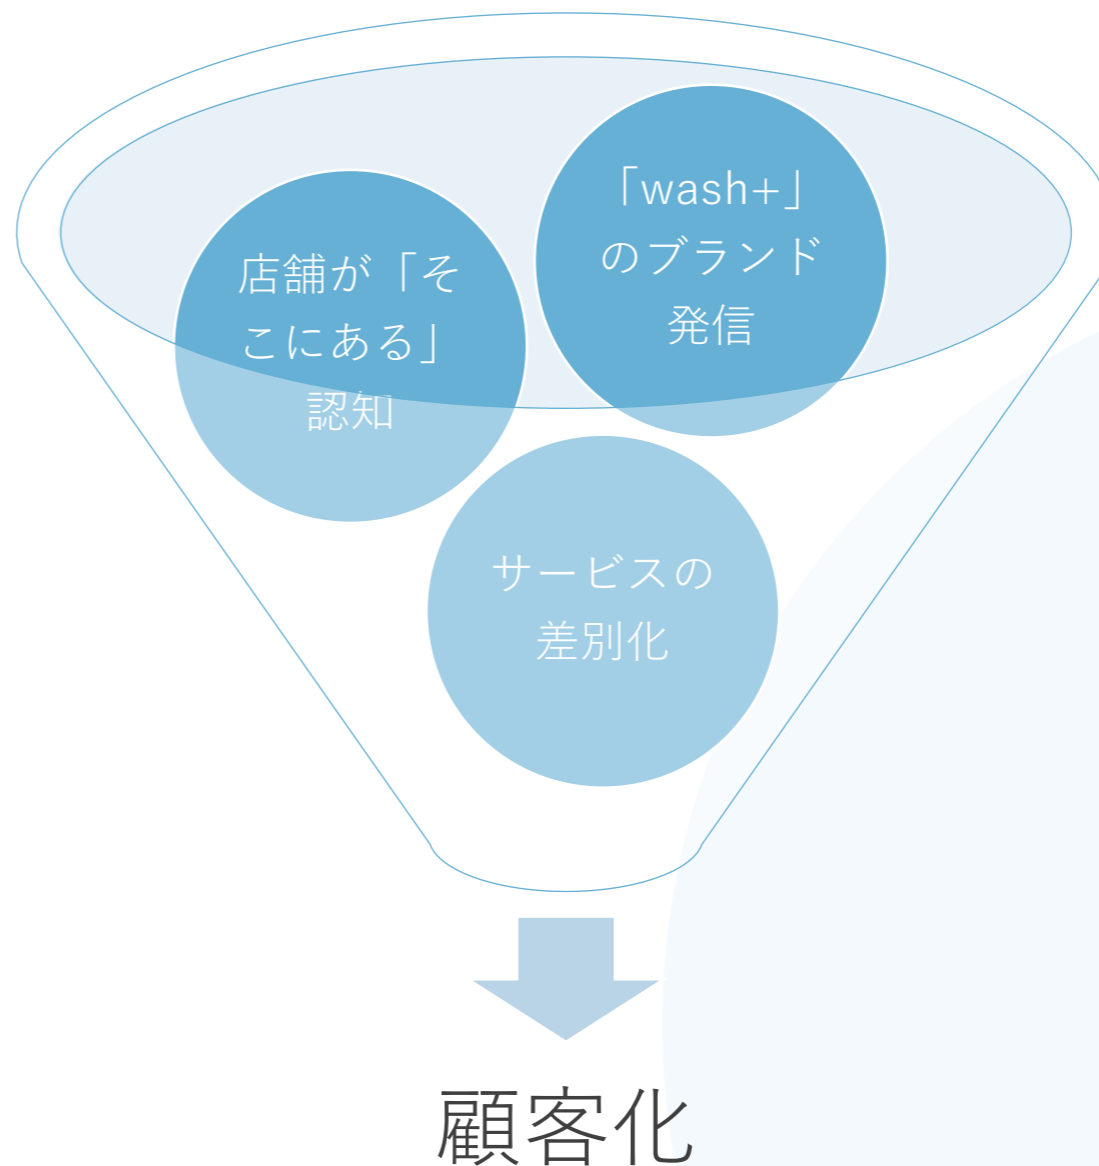 店舗が「そ
こにある」
認知
「wash+」
のブランド
発信
サービスの
差別化
顧客化